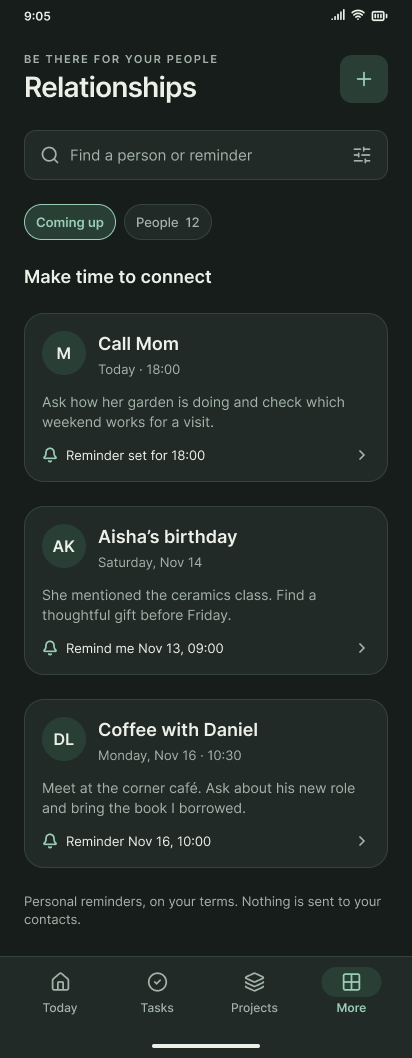 9:05
BE THERE FOR YOUR PEOPLE
Relationships
Find a person or reminder
Coming up
People 12
Make time to connect
M
Call Mom
Today · 18:00
Ask how her garden is doing and check which
weekend works for a visit.
Reminder set for 18:00
AK
Aisha’s birthday
Saturday, Nov 14
She mentioned the ceramics class. Find a
thoughtful gift before Friday.
Remind me Nov 13, 09:00
DL
Coffee with Daniel
Monday, Nov 16 · 10:30
Meet at the corner café. Ask about his new role
and bring the book I borrowed.
Reminder Nov 16, 10:00
Personal reminders, on your terms. Nothing is sent to your
contacts.
Today
Tasks
Projects
More